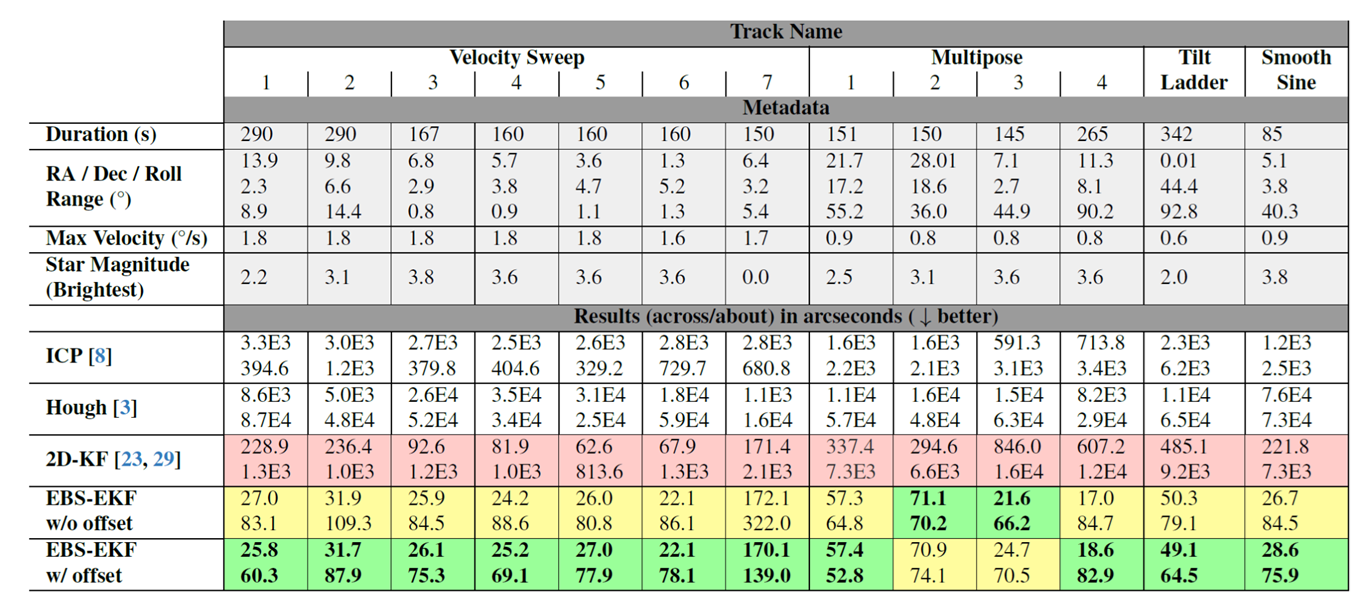 Track Name
Velocity Sweep Multipose Tilt Smooth
1 2 3 4 5 6 7 1 2 3 4 Ladder Sine
Metadata
Duration (s) 290 290 167 160 160 160 150 151 150 145 265 342 85
13.9 9.8 6.8 5.7 3.6 1.3 6.4 21.7 28.01 7.1 11.3 0.01 5.1
RA / Dec / Roll
2.3 6.6 2.9 3.8 4.7 5.2 3.2 17.2 18.6 2.7 8.1 44.4 3.8
Range (°)
8.9 14.4 0.8 0.9 1.1 1.3 5.4 55.2 36.0 44.9 90.2 92.8 40.3
Max Velocity (°/s) 1.8 1.8 1.8 1.8 1.8 1.6 1.7 0.9 0.8 0.8 0.8 0.6 0.9
Star Magnitude
2.2 3.1 3.8 3.6 3.6 3.6 0.0 2.5 3.1 3.6 3.6 2.0 3.8
(Brightest)
Results (across/about) in arcseconds (↓ better)
3.3E3 3.0E3 2.7E3 2.5E3 2.6E3 2.8E3 2.8E3 1.6E3 1.6E3 591.3 713.8 2.3E3 1.2E3
ICP [8]
394.6 1.2E3 379.8 404.6 329.2 729.7 680.8 2.2E3 2.1E3 3.1E3 3.4E3 6.2E3 2.5E3
8.6E3 5.0E3 2.6E4 3.5E4 3.1E4 1.8E4 1.1E3 1.1E4 1.6E4 1.5E4 8.2E3 1.1E4 7.6E4
Hough [3]
8.7E4 4.8E4 5.2E4 3.4E4 2.5E4 5.9E4 1.6E4 5.7E4 4.8E4 6.3E4 2.9E4 6.5E4 7.3E4
228.9 236.4 92.6 81.9 62.6 67.9 171.4 337.4 294.6 846.0 607.2 485.1 221.8
2D-KF [23, 29]
1.3E3 1.0E3 1.2E3 1.0E3 813.6 1.3E3 2.1E3 7.3E3 6.6E3 1.6E4 1.2E4 9.2E3 7.3E3
EBS-EKF 27.0 31.9 25.9 24.2 26.0 22.1 172.1 57.3 71.1 21.6 17.0 50.3 26.7
w/o offset 83.1 109.3 84.5 88.6 80.8 86.1 322.0 64.8 70.2 66.2 84.7 79.1 84.5
EBS-EKF 25.8 31.7 26.1 25.2 27.0 22.1 170.1 57.4 70.9 24.7 18.6 49.1 28.6
w/ offset 60.3 87.9 75.3 69.1 77.9 78.1 139.0 52.8 74.1 70.5 82.9 64.5 75.9